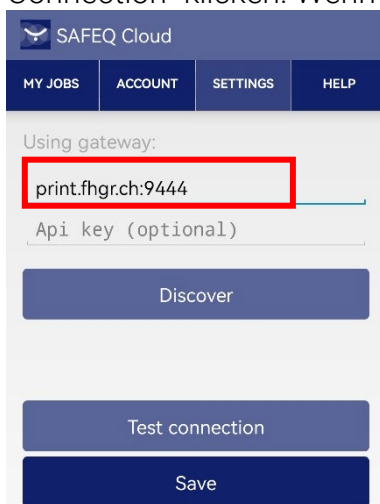 Connection" klicken. Wenn
SAFEQ Cloud
MY JOBS ACCOUNT SETTINGS HELP
Using gateway:
print.fhgr.ch:9444
Api key (optional)
Discover
Test connection
Save